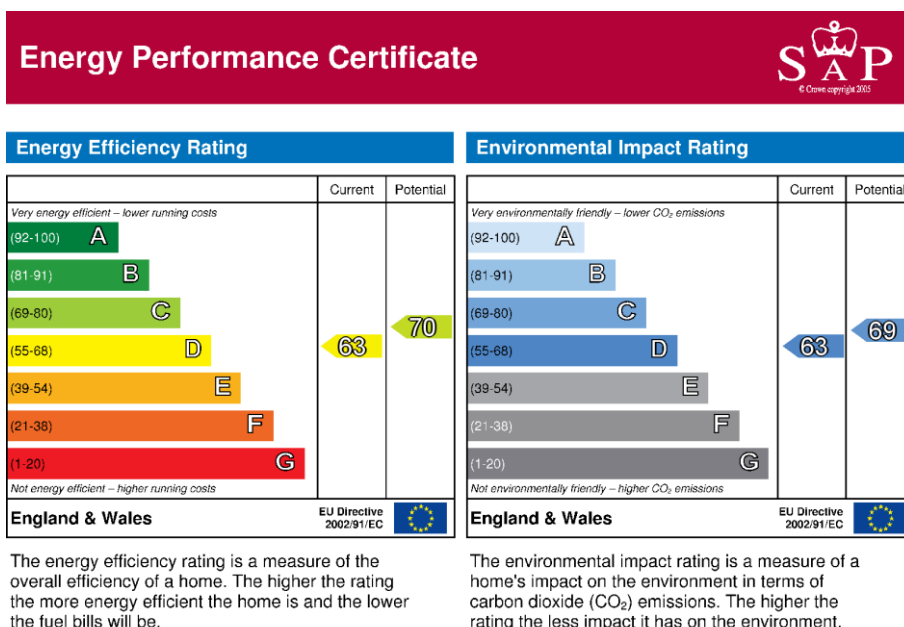 Energy Performance Certificate
SAP
© Crown copyright 2005
Energy Efficiency Rating
Current Potential
Very energy efficient – lower running costs
(92-100) A
(81-91) B
(69-80) C
(55-68) D
(39-54) E
(21-38) F
(1-20) G
63
70
Not energy efficient – higher running costs
England & Wales
EU Directive
2002/91/EC
The energy efficiency rating is a measure of the
overall efficiency of a home. The higher the rating
the more energy efficient the home is and the lower
the fuel bills will be.
Environmental Impact Rating
Current Potential
Very environmentally friendly – lower CO₂ emissions
(92-100) A
(81-91) B
(69-80) C
(55-68) D
(39-54) E
(21-38) F
(1-20) G
63
69
Not environmentally friendly – higher CO₂ emissions
England & Wales
EU Directive
2002/91/EC
The environmental impact rating is a measure of a
home's impact on the environment in terms of
carbon dioxide (CO₂) emissions. The higher the
rating the less impact it has on the environment.